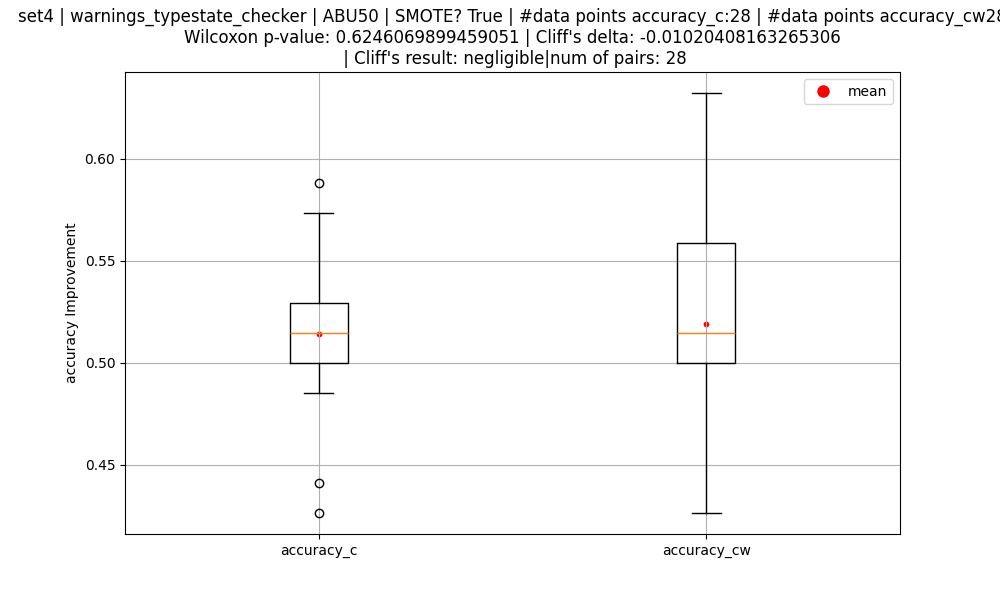 set4 | warnings_typestate_checker | ABU50 | SMOTE? True | #data points accuracy_c:28 | #data points accuracy_cw28
Wilcoxon p-value: 0.6246069899459051 | Cliff's delta: -0.01020408163265306
| Cliff's result: negligible|num of pairs: 28
mean
0.60
0.55
0.50
0.45
accuracy Improvement
accuracy_c
accuracy_cw